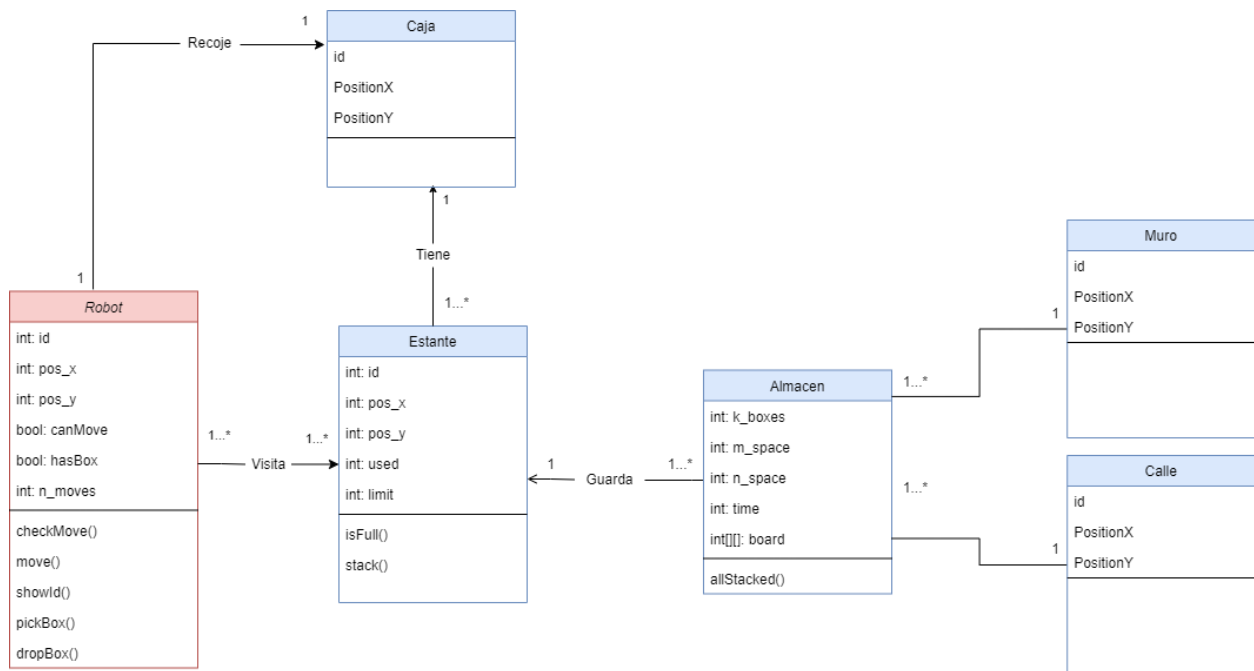 1
Caja
Recoje
id
PositionX
PositionY
1
Tiene
1
1...*
Robot
int: id
int: pos_x
int: pos_y
bool: canMove
bool: hasBox
int: n_moves
checkMove()
move()
showId()
pickBox()
dropBox()
1...*
Visita
1...*
Estante
int: id
int: pos_x
int: pos_y
int: used
int: limit
isFull()
stack()
1
Guarda
1...*
Almacen
int: k_boxes
int: m_space
int: n_space
int: time
int[][]: board
allStacked()
1...*
1
Muro
id
PositionX
PositionY
1...*
1
Calle
id
PositionX
PositionY